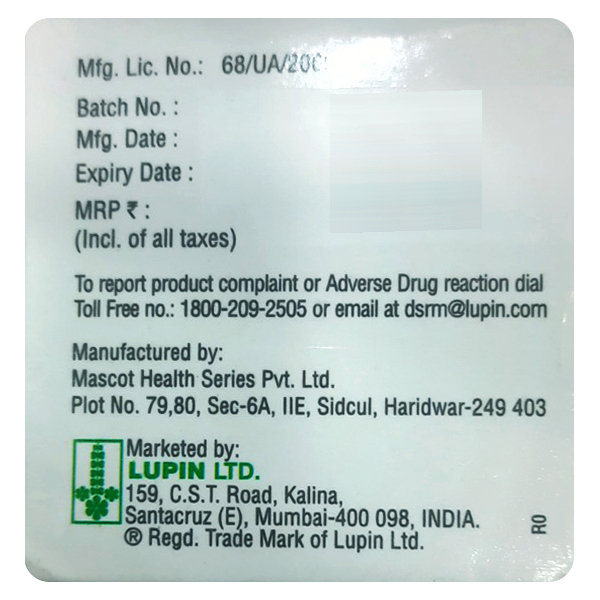 Mfg. Lic. No.: 68/UA/200
Batch No. :
Mfg. Date :
Expiry Date :
MRP ₹ :
(Incl. of all taxes)
To report product complaint or Adverse Drug reaction dial
Toll Free no.: 1800-209-2505 or email at dsrm@lupin.com
Manufactured by:
Mascot Health Series Pvt. Ltd.
Plot No. 79,80, Sec-6A, IIE, Sidcul, Haridwar-249 403
Marketed by:
LUPIN LTD.
159, C.S.T. Road, Kalina,
Santacruz (E), Mumbai-400 098, INDIA.
® Regd. Trade Mark of Lupin Ltd.
R0